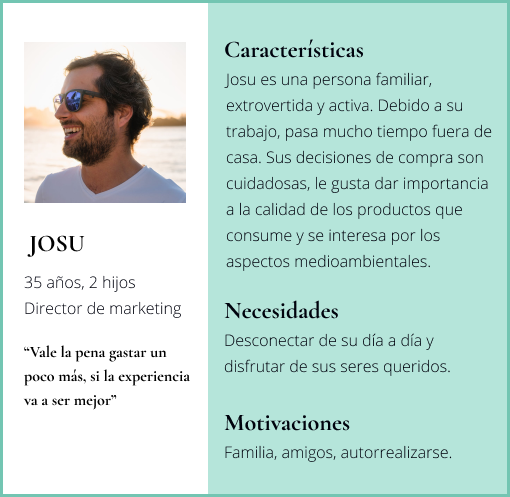 JOSU
35 años, 2 hijos
Director de marketing
“Vale la pena gastar un
poco más, si la experiencia
va a ser mejor”
Características
Josu es una persona familiar,
extrovertida y activa. Debido a su
trabajo, pasa mucho tiempo fuera de
casa. Sus decisiones de compra son
cuidadosas, le gusta dar importancia
a la calidad de los productos que
consume y se interesa por los
aspectos medioambientales.
Necesidades
Desconectar de su día a día y
disfrutar de sus seres queridos.
Motivaciones
Familia, amigos, autorrealizarse.